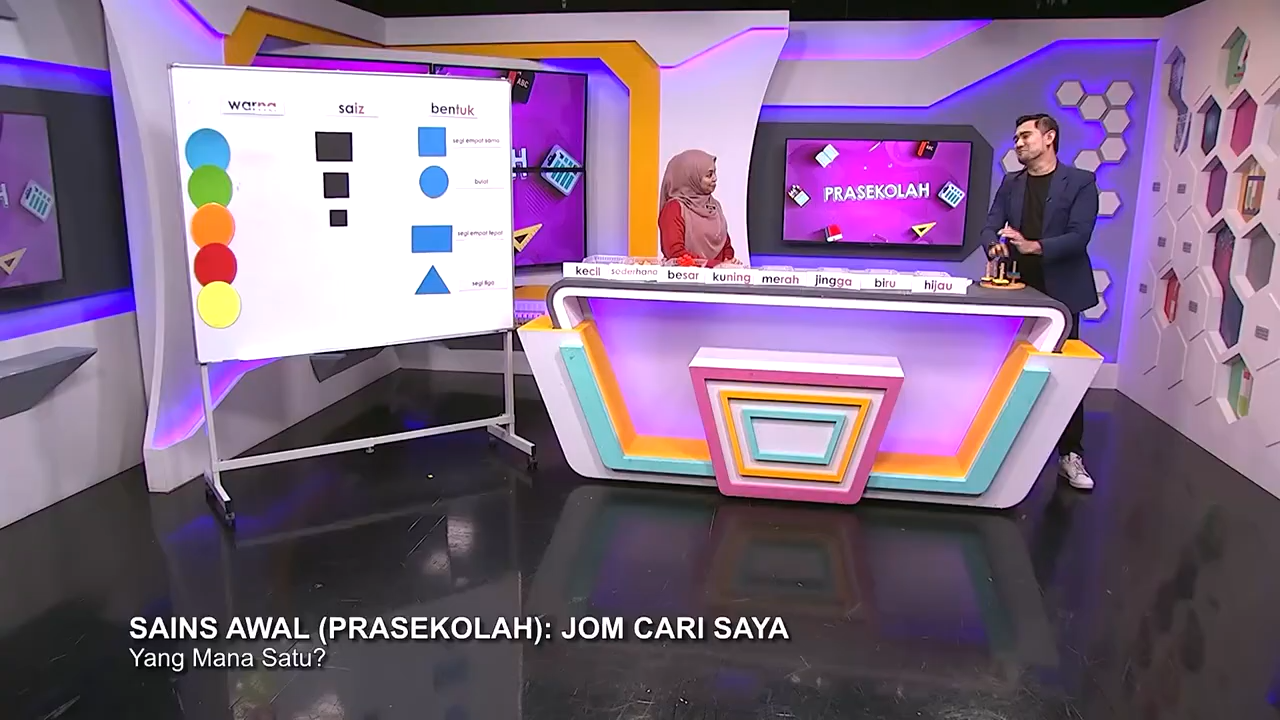 warna
saiz
bentuk
segi empat sama
bulat
segi empat tepat
segi tiga
ABC
PRASEKOLAH
kecil
sederhana
besar
kuning
merah
jingga
biru
hijau
SAINS AWAL (PRASEKOLAH): JOM CARI SAYA
Yang Mana Satu?